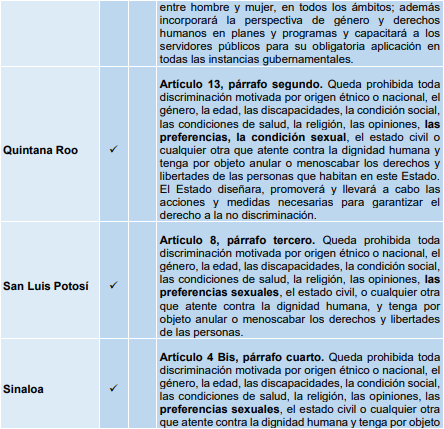 entre hombre y mujer, en todos los ámbitos; además
incorporará la perspectiva de género y derechos
humanos en planes y programas y capacitará a los
servidores públicos para su obligatoria aplicación en
todas las instancias gubernamentales.
Quintana Roo
✓
Artículo 13, párrafo segundo. Queda prohibida toda
discriminación motivada por origen étnico o nacional, el
género, la edad, las discapacidades, la condición social,
las condiciones de salud, la religión, las opiniones, las
preferencias, la condición sexual, el estado civil o
cualquier otra que atente contra la dignidad humana y
tenga por objeto anular o menoscabar los derechos y
libertades de las personas que habitan en este Estado.
El Estado diseñara, promoverá y llevará a cabo las
acciones y medidas necesarias para garantizar el
derecho a la no discriminación.
San Luis Potosí
✓
Artículo 8, párrafo tercero. Queda prohibida toda
discriminación motivada por origen étnico o nacional, el
género, la edad, las discapacidades, la condición social,
las condiciones de salud, la religión, las opiniones, las
preferencias sexuales, el estado civil, o cualquier otra
que atente contra la dignidad humana, y tenga por
objeto anular o menoscabar los derechos y libertades
de las personas.
Sinaloa
✓
Artículo 4 Bis, párrafo cuarto. Queda prohibida toda
discriminación motivada por origen étnico o nacional, el
género, la edad, las discapacidades, la condición social,
las condiciones de salud, la religión, las opiniones, las
preferencias sexuales, el estado civil o cualquier otra
que atente contra la dignidad humana y tenga por objeto